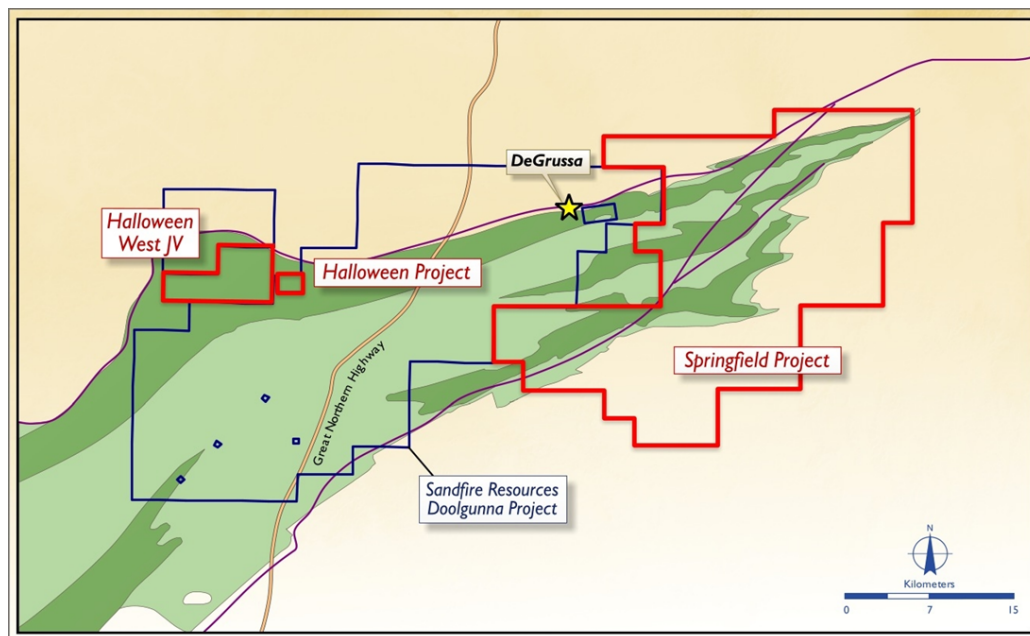 DeGrussa
Halloween
West JV
Halloween Project
Springfield Project
Great Northern Highway
Sandfire Resources
Doolgunna Project
N
Kilometers
0 7 15